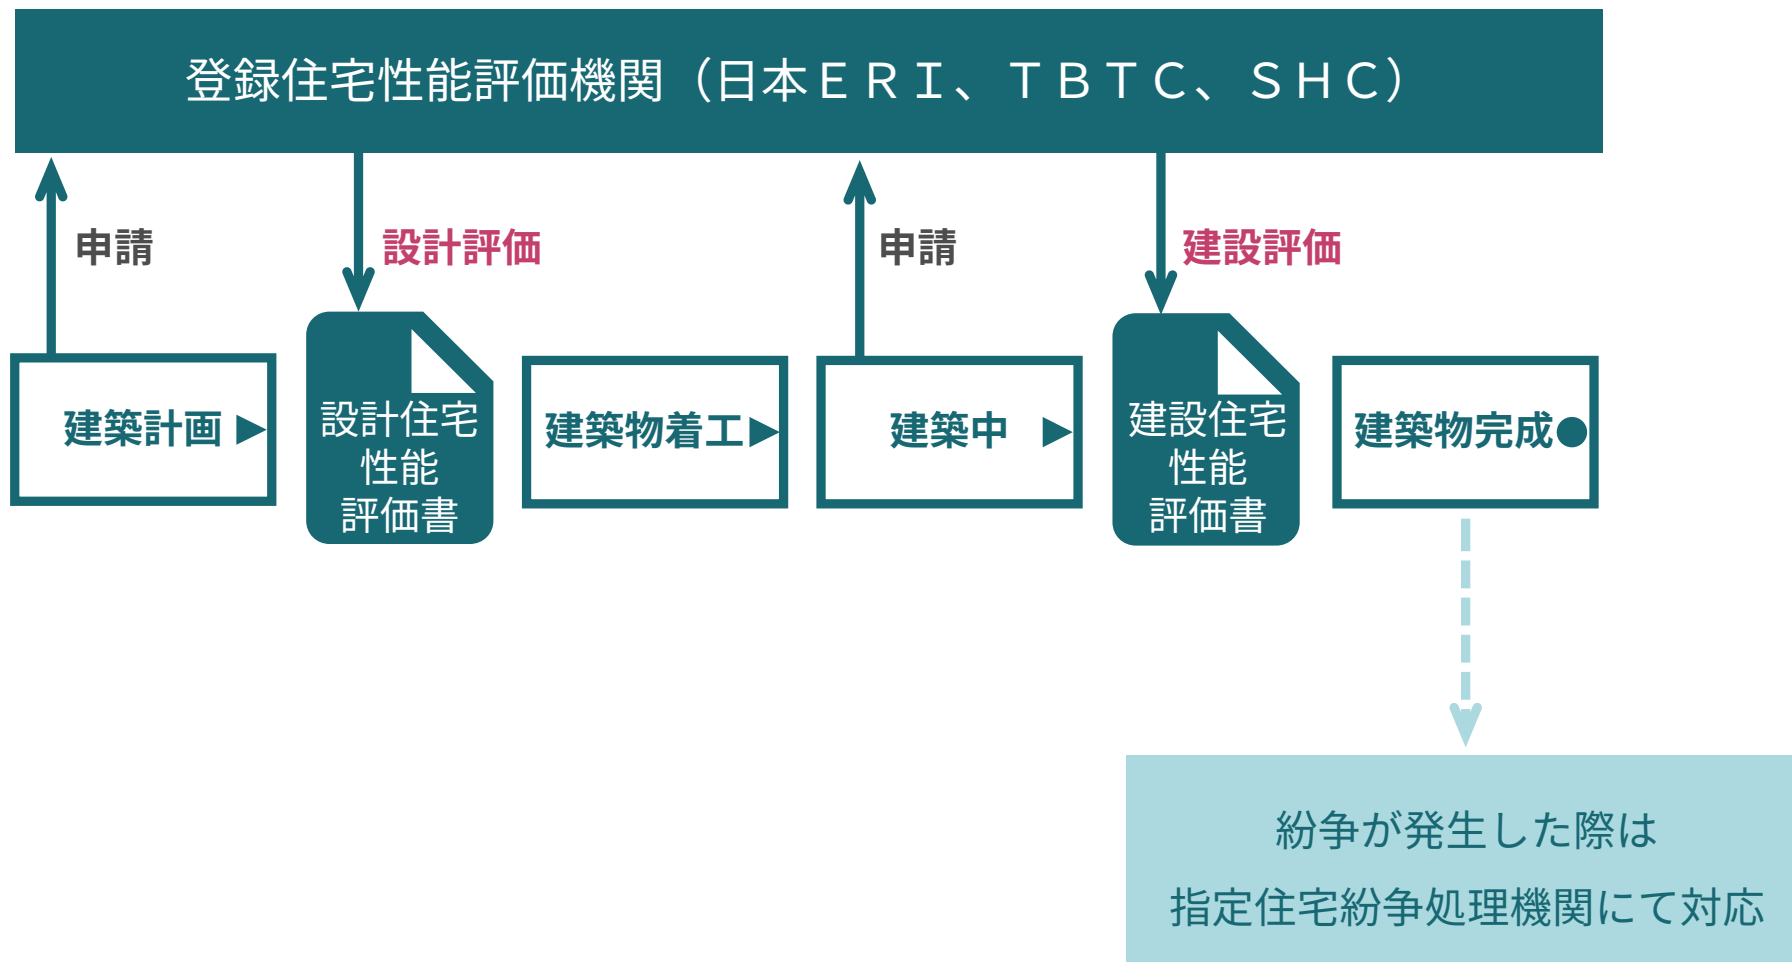 登録住宅性能評価機関（日本ＥＲＩ、ＴＢＴＣ、ＳＨＣ）
申請
設計評価
申請
建設評価
建築計画 ▶
設計住宅
性能
評価書
建築物着工▶
建築中 ▶
建設住宅
性能
評価書
建築物完成●
紛争が発生した際は
指定住宅紛争処理機関にて対応